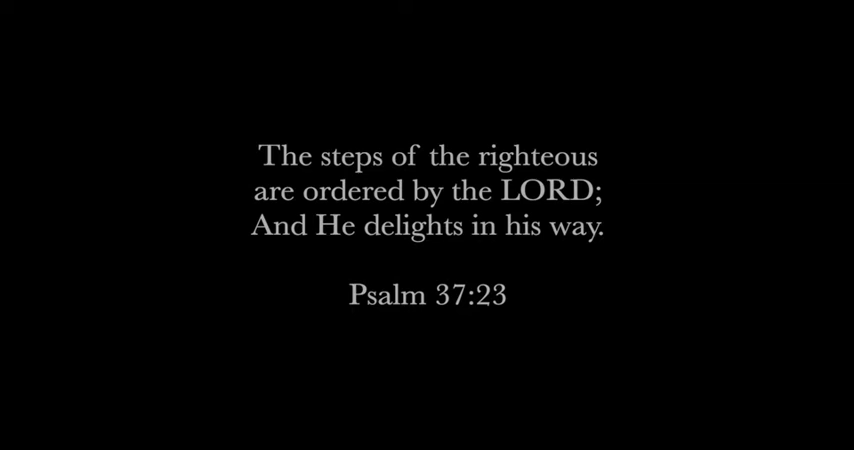 The steps of the righteous
are ordered by the LORD;
And He delights in his way.
Psalm 37:23